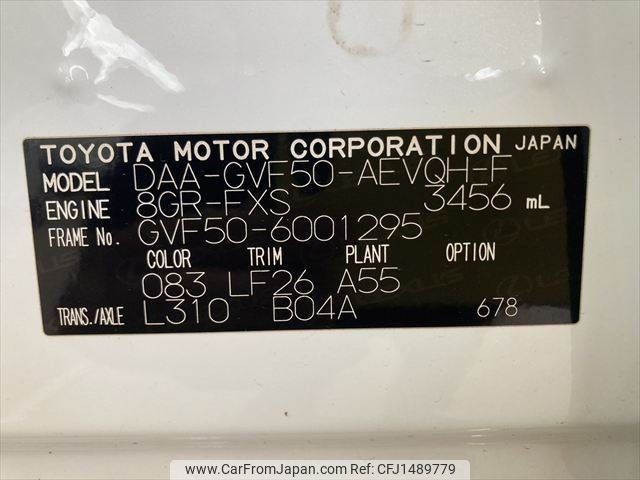 TOYOTA MOTOR CORPORATION JAPAN
MODEL DAA-GVF50-AEVQH-F
ENGINE 8GR-FXS 3456 mL
FRAME No. GVF50-6001295
COLOR TRIM PLANT OPTION
083 LF26 A55
TRANS./AXLE L310 B04A 678
www.CarFromJapan.com - CFJ1489779